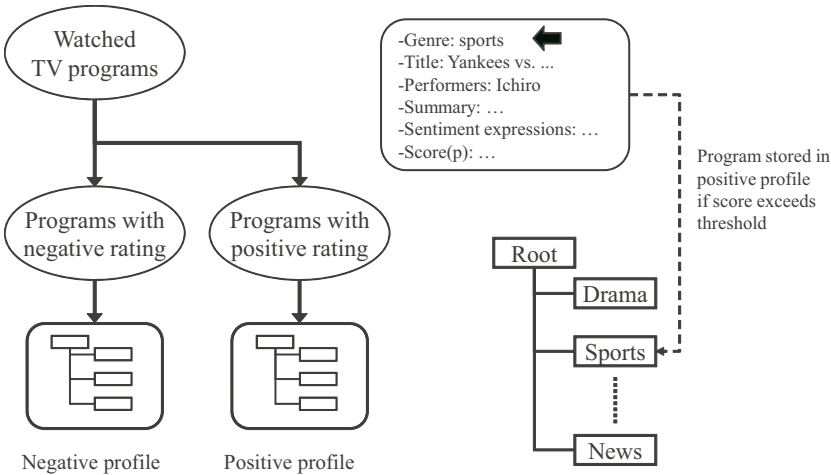 Watched
TV programs
Programs with
negative rating
Programs with
positive rating
Negative profile
Positive profile
-Genre: sports
-Title: Yankees vs. ...
-Performers: Ichiro
-Summary: …
-Sentiment expressions: …
-Score(p): …
Program stored in
positive profile
if score exceeds
threshold
Root
Drama
Sports
News